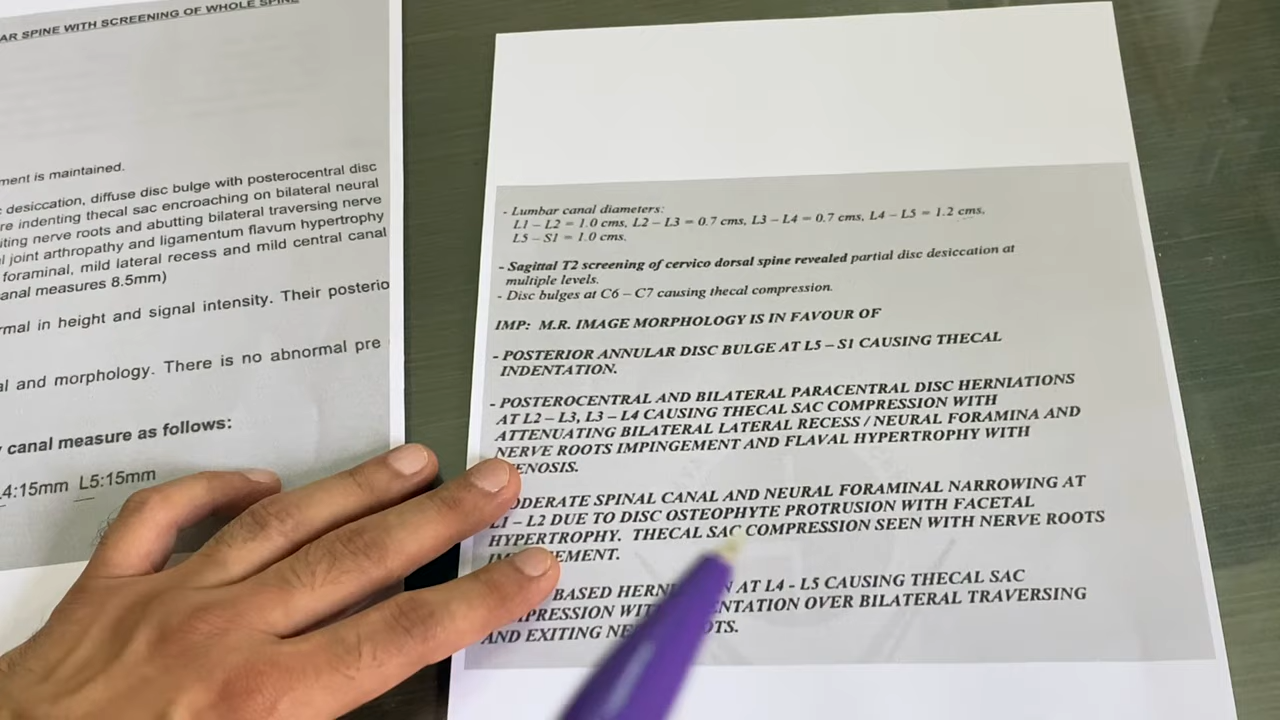 AR SPINE WITH SCREENING OF WHOLE SPINE
ment is maintained.
desiccation, diffuse disc bulge with posterocentral disc
re indenting thecal sac encroaching on bilateral neural
iting nerve roots and abutting bilateral traversing nerve
l joint arthropathy and ligamentum flavum hypertrophy
foraminal, mild lateral recess and mild central canal
anal measures 8.5mm)
rmal in height and signal intensity. Their posterio
al and morphology. There is no abnormal pre
canal measure as follows:
4:15mm L5:15mm
- Lumbar canal diameters:
L1 – L2 = 1.0 cms, L2 – L3 = 0.7 cms, L3 – L4 = 0.7 cms, L4 – L5 = 1.2 cms,
L5 – S1 = 1.0 cms.
- Sagittal T2 screening of cervico dorsal spine revealed partial disc desiccation at
multiple levels.
- Disc bulges at C6 – C7 causing thecal compression.
IMP: M.R. IMAGE MORPHOLOGY IS IN FAVOUR OF
- POSTERIOR ANNULAR DISC BULGE AT L5 – S1 CAUSING THECAL
INDENTATION.
- POSTEROCENTRAL AND BILATERAL PARACENTRAL DISC HERNIATIONS
AT L2 – L3, L3 – L4 CAUSING THECAL SAC COMPRESSION WITH
ATTENUATING BILATERAL LATERAL RECESS / NEURAL FORAMINA AND
NERVE ROOTS IMPINGEMENT AND FLAVAL HYPERTROPHY WITH
ENOSIS.
ODERATE SPINAL CANAL AND NEURAL FORAMINAL NARROWING AT
L1 – L2 DUE TO DISC OSTEOPHYTE PROTRUSION WITH FACETAL
HYPERTROPHY. THECAL SAC COMPRESSION SEEN WITH NERVE ROOTS
IM EMENT.
BASED HERN N AT L4 - L5 CAUSING THECAL SAC
PRESSION WIT ENTATION OVER BILATERAL TRAVERSING
AND EXITING NE OTS.